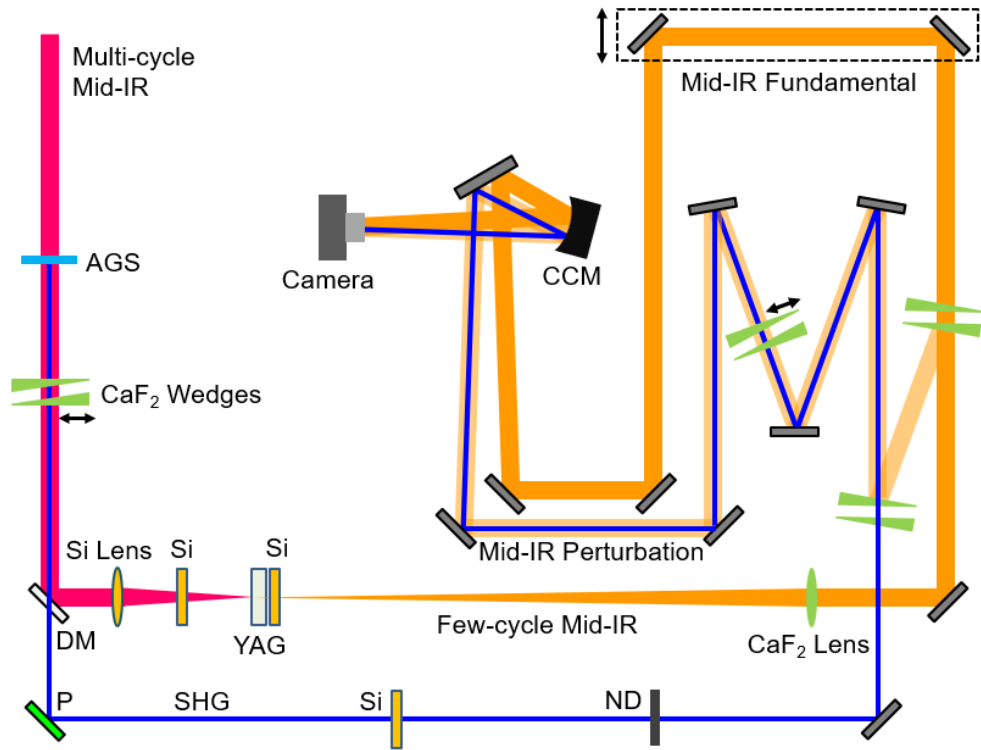 Multi-cycle
Mid-IR
Mid-IR Fundamental
AGS
Camera
CCM
CaF₂ Wedges
Si Lens
Si
Si
Mid-IR Perturbation
DM
YAG
Few-cycle Mid-IR
CaF₂ Lens
P
SHG
Si
ND